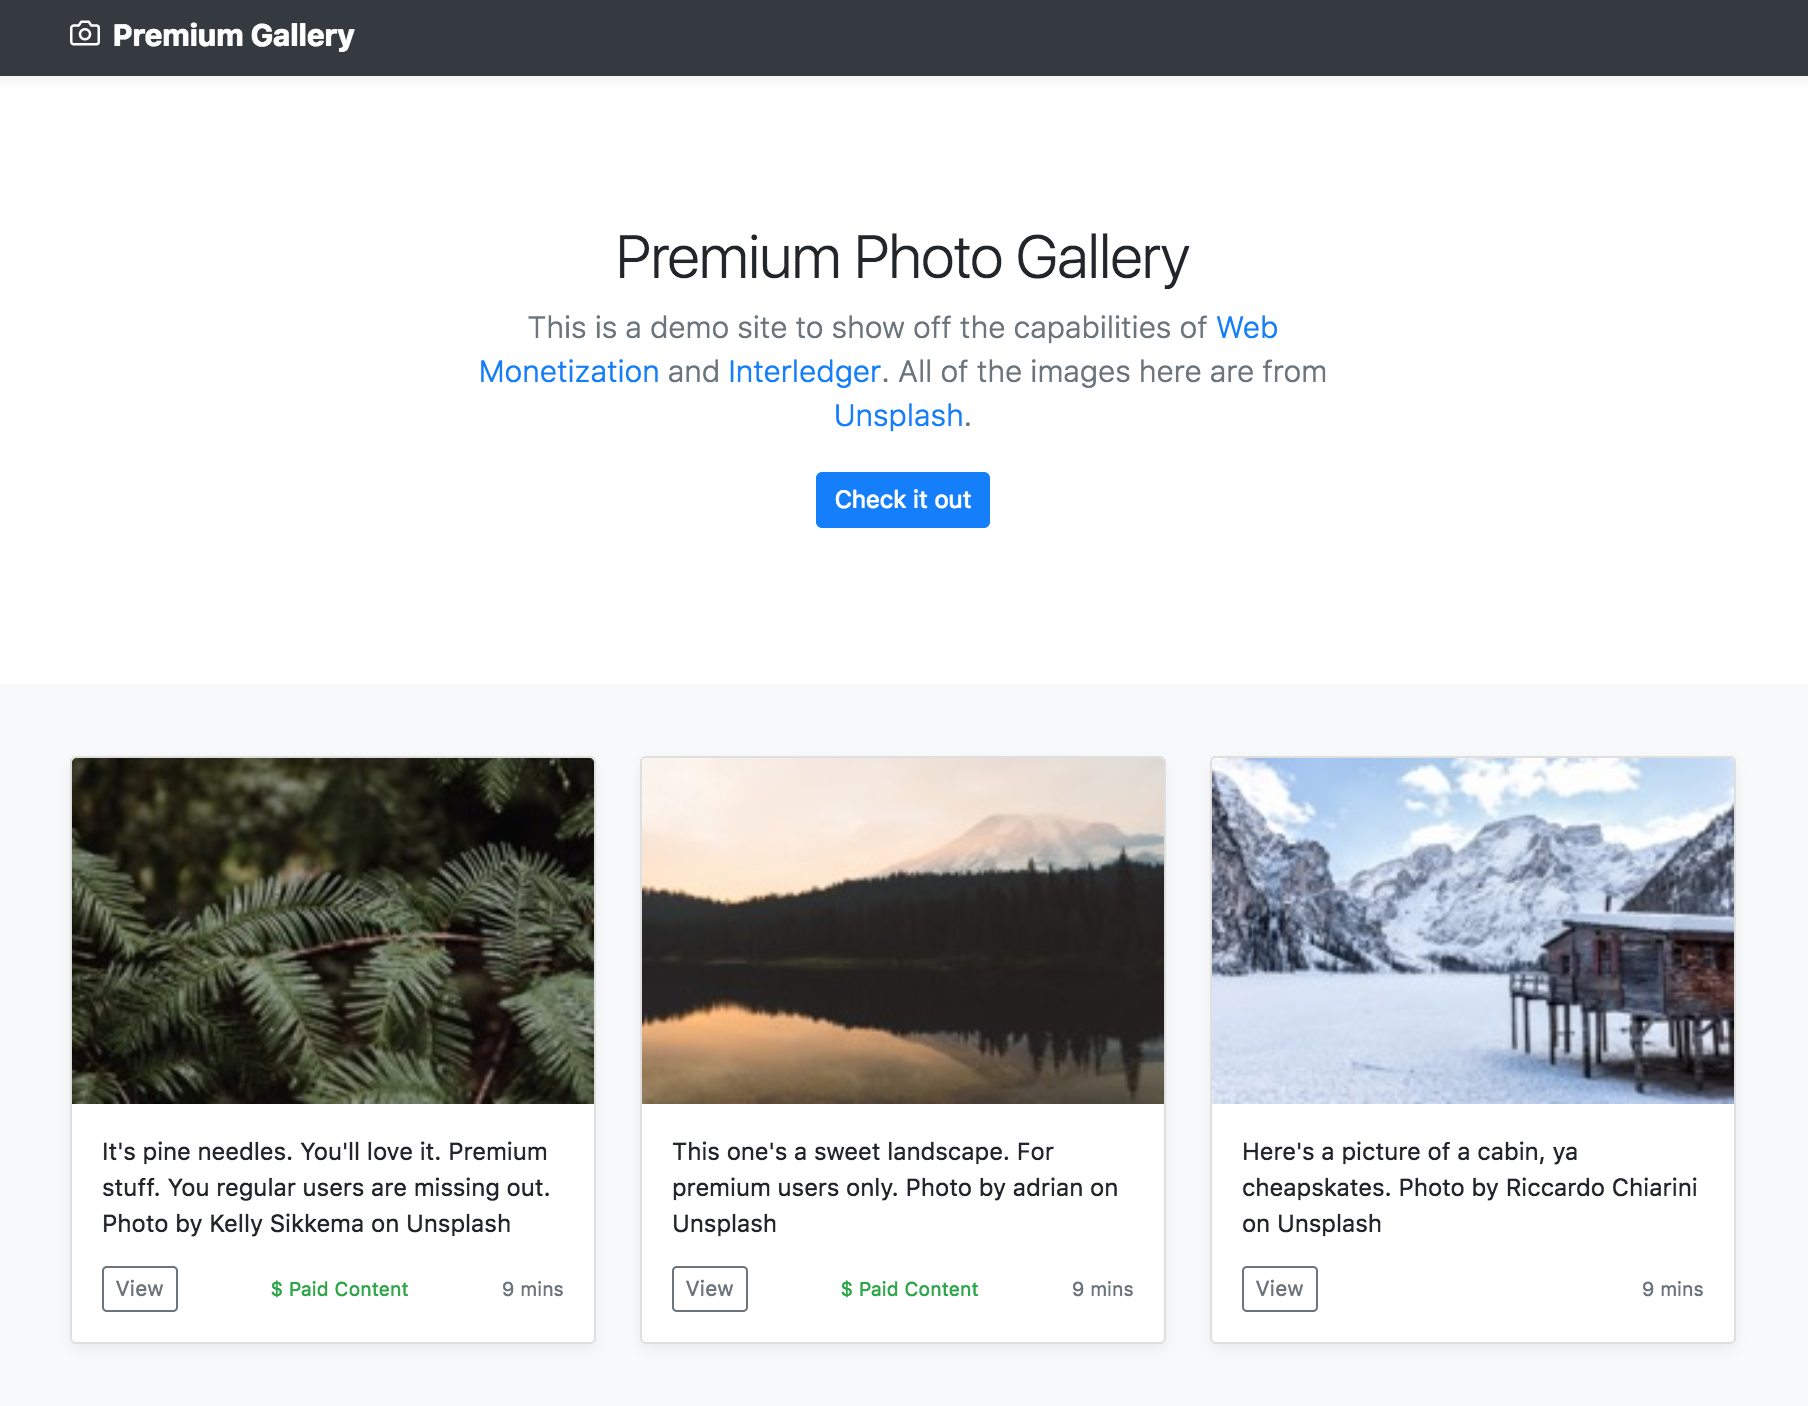 Premium Gallery
Premium Photo Gallery
This is a demo site to show off the capabilities of Web
Monetization and Interledger. All of the images here are from
Unsplash.
Check it out
It's pine needles. You'll love it. Premium
stuff. You regular users are missing out.
Photo by Kelly Sikkema on Unsplash
View $ Paid Content 9 mins
This one's a sweet landscape. For
premium users only. Photo by adrian on
Unsplash
View $ Paid Content 9 mins
Here's a picture of a cabin, ya
cheapskates. Photo by Riccardo Chiarini
on Unsplash
View 9 mins